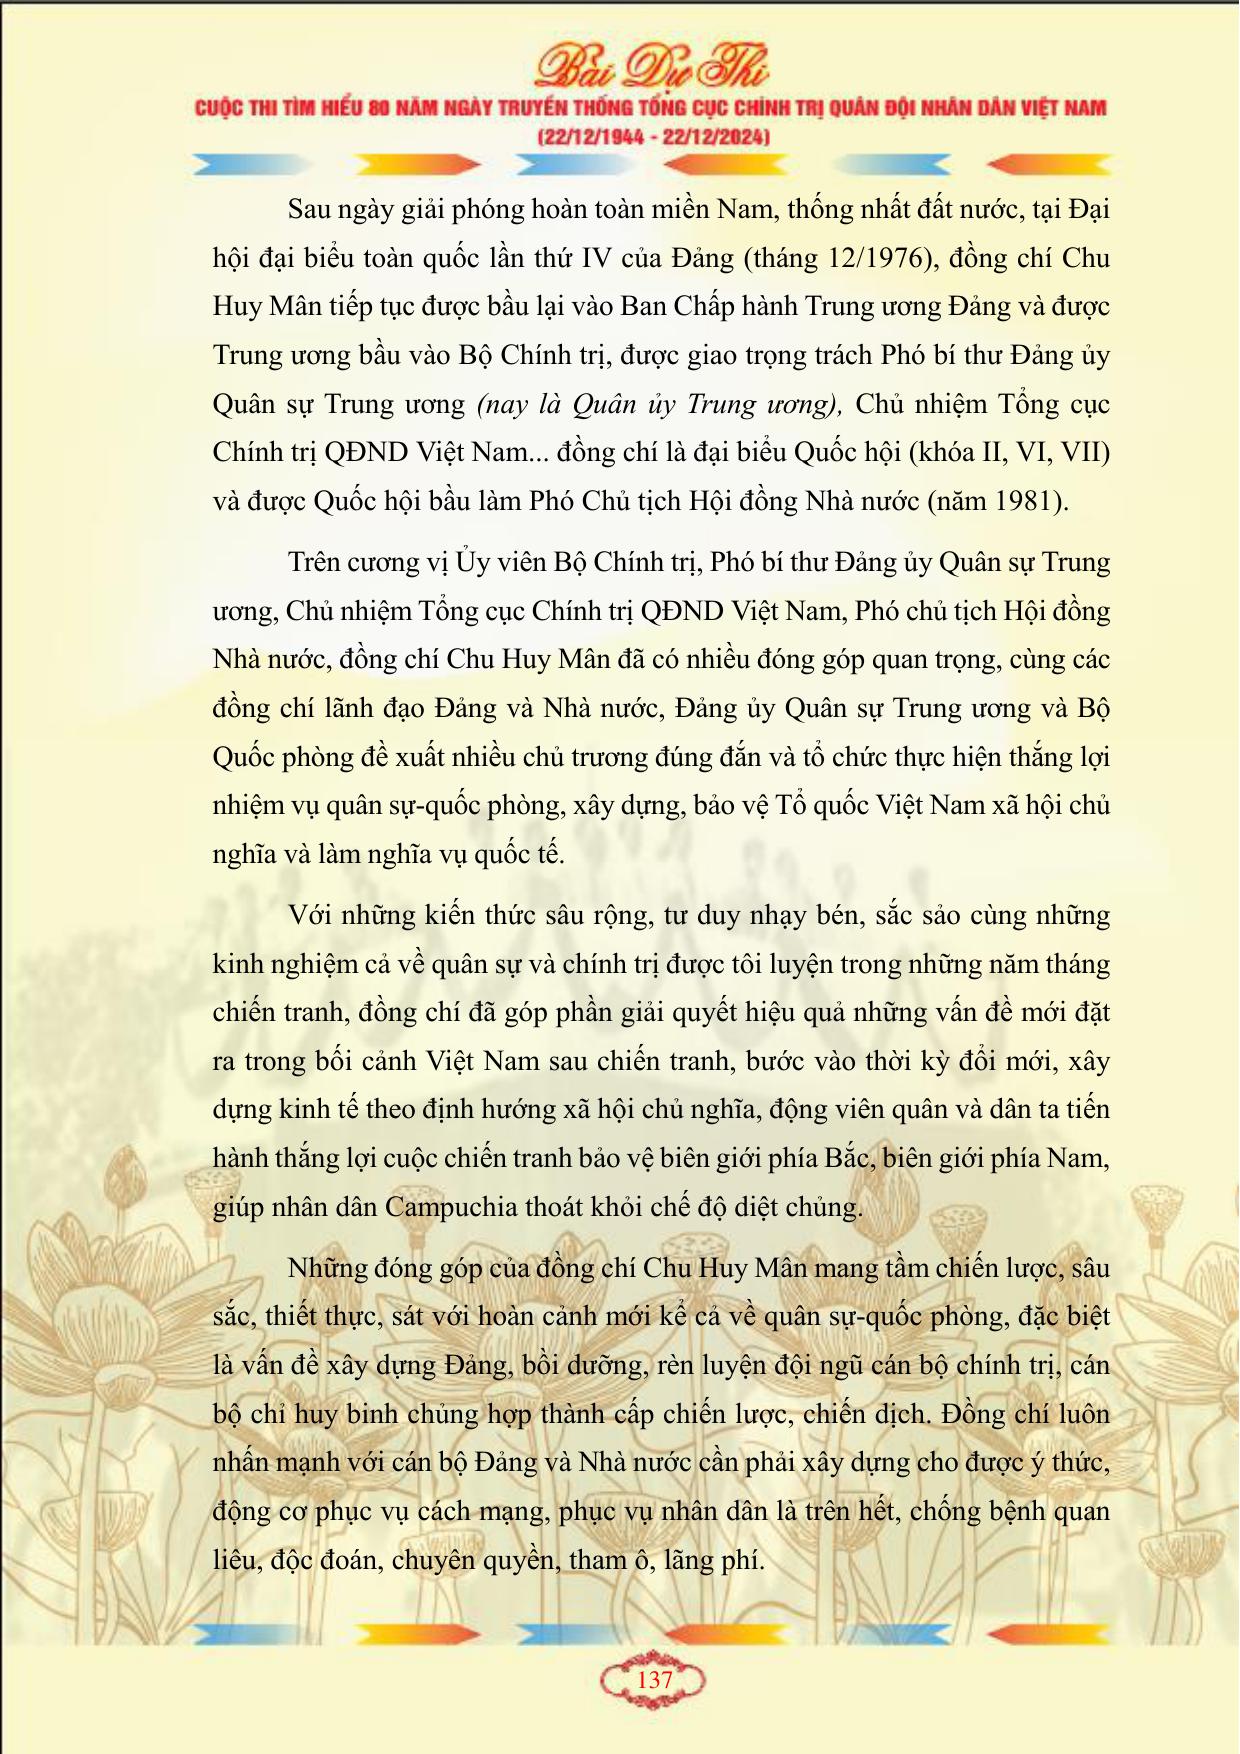 Bài Dự Thi
CUỘC THI TÌM HIỂU 80 NĂM NGÀY TRUYỀN THỐNG TỔNG CỤC CHÍNH TRỊ QUÂN ĐỘI NHÂN DÂN VIỆT NAM
(22/12/1944 - 22/12/2024)
Sau ngày giải phóng hoàn toàn miền Nam, thống nhất đất nước, tại Đại
hội đại biểu toàn quốc lần thứ IV của Đảng (tháng 12/1976), đồng chí Chu
Huy Mân tiếp tục được bầu lại vào Ban Chấp hành Trung ương Đảng và được
Trung ương bầu vào Bộ Chính trị, được giao trọng trách Phó bí thư Đảng ủy
Quân sự Trung ương (nay là Quân ủy Trung ương), Chủ nhiệm Tổng cục
Chính trị QĐND Việt Nam... đồng chí là đại biểu Quốc hội (khóa II, VI, VII)
và được Quốc hội bầu làm Phó Chủ tịch Hội đồng Nhà nước (năm 1981).
Trên cương vị Ủy viên Bộ Chính trị, Phó bí thư Đảng ủy Quân sự Trung
ương, Chủ nhiệm Tổng cục Chính trị QĐND Việt Nam, Phó chủ tịch Hội đồng
Nhà nước, đồng chí Chu Huy Mân đã có nhiều đóng góp quan trọng, cùng các
đồng chí lãnh đạo Đảng và Nhà nước, Đảng ủy Quân sự Trung ương và Bộ
Quốc phòng đề xuất nhiều chủ trương đúng đắn và tổ chức thực hiện thắng lợi
nhiệm vụ quân sự-quốc phòng, xây dựng, bảo vệ Tổ quốc Việt Nam xã hội chủ
nghĩa và làm nghĩa vụ quốc tế.
Với những kiến thức sâu rộng, tư duy nhạy bén, sắc sảo cùng những
kinh nghiệm cả về quân sự và chính trị được tôi luyện trong những năm tháng
chiến tranh, đồng chí đã góp phần giải quyết hiệu quả những vấn đề mới đặt
ra trong bối cảnh Việt Nam sau chiến tranh, bước vào thời kỳ đổi mới, xây
dựng kinh tế theo định hướng xã hội chủ nghĩa, động viên quân và dân ta tiến
hành thắng lợi cuộc chiến tranh bảo vệ biên giới phía Bắc, biên giới phía Nam,
giúp nhân dân Campuchia thoát khỏi chế độ diệt chủng.
Những đóng góp của đồng chí Chu Huy Mân mang tầm chiến lược, sâu
sắc, thiết thực, sát với hoàn cảnh mới kể cả về quân sự-quốc phòng, đặc biệt
là vấn đề xây dựng Đảng, bồi dưỡng, rèn luyện đội ngũ cán bộ chính trị, cán
bộ chỉ huy binh chủng hợp thành cấp chiến lược, chiến dịch. Đồng chí luôn
nhấn mạnh với cán bộ Đảng và Nhà nước cần phải xây dựng cho được ý thức,
động cơ phục vụ cách mạng, phục vụ nhân dân là trên hết, chống bệnh quan
liêu, độc đoán, chuyên quyền, tham ô, lãng phí.
137